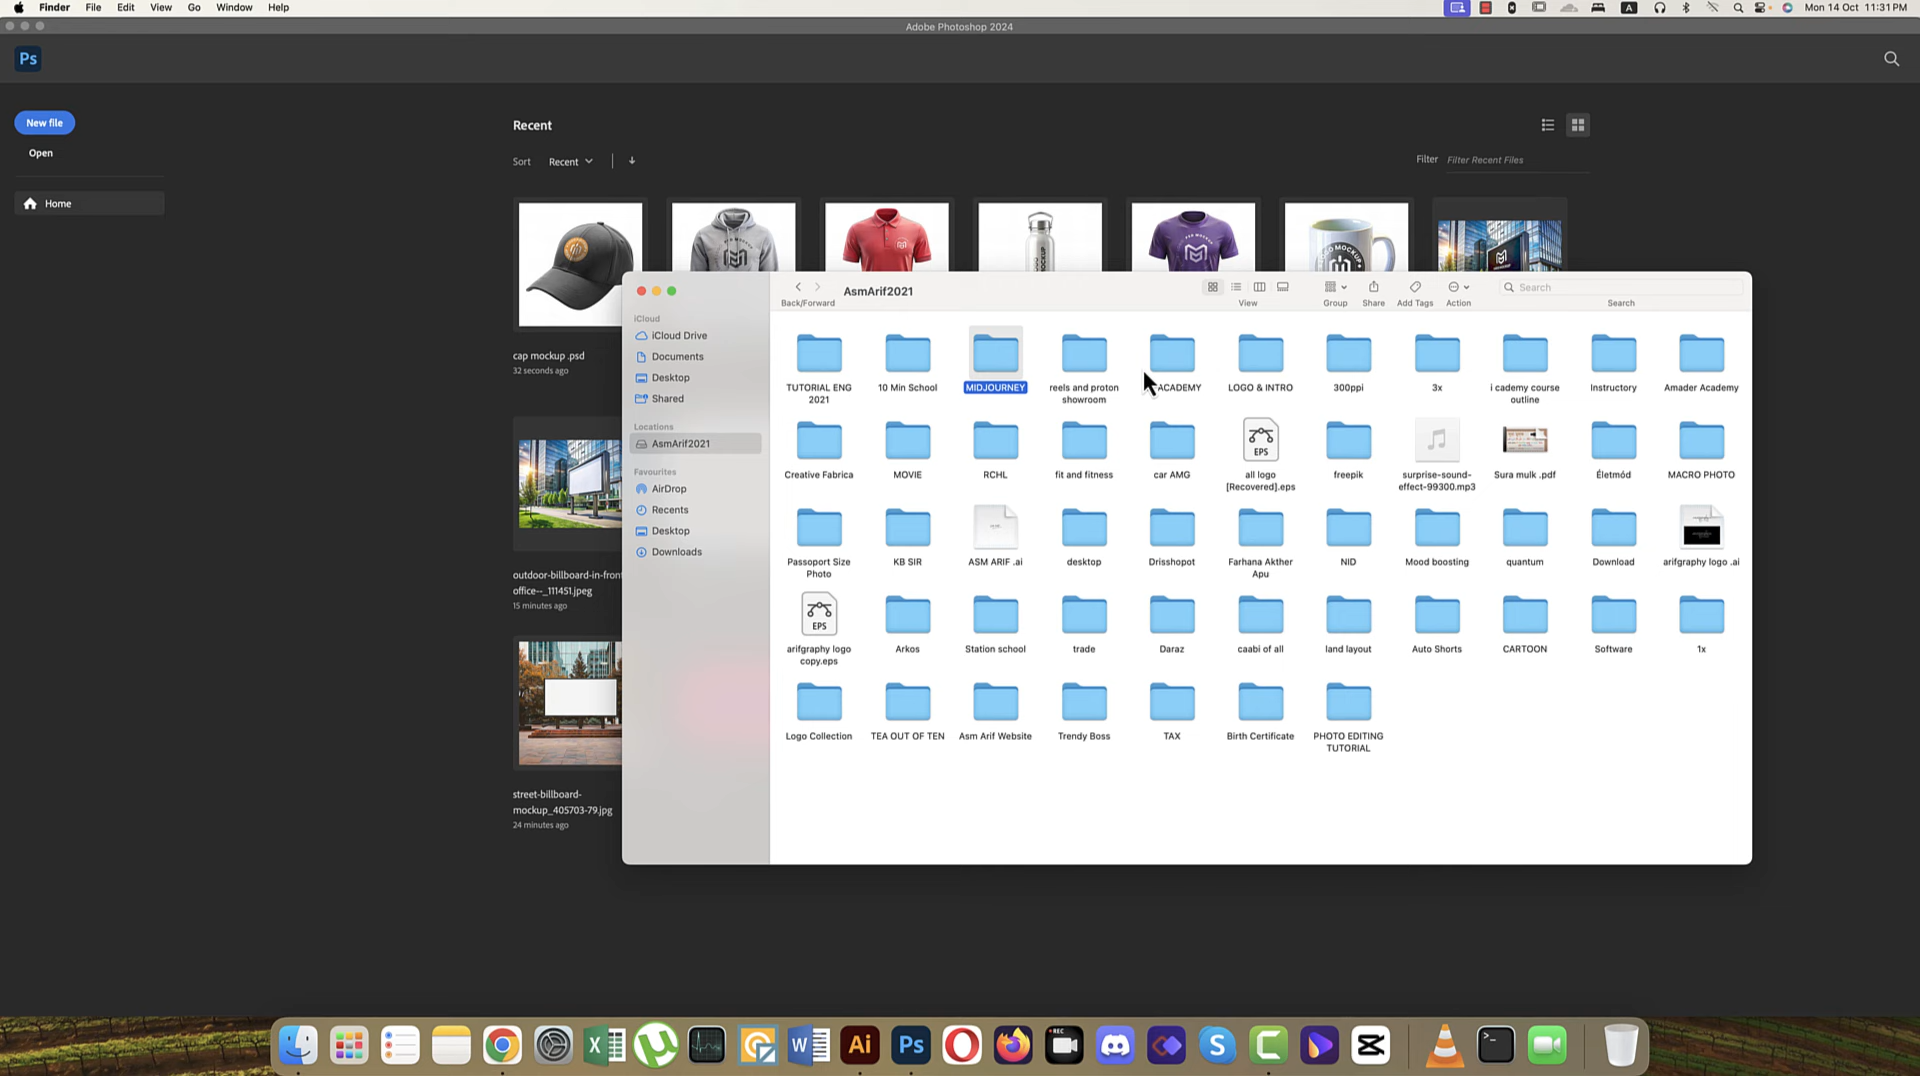 Finder File Edit View Go Window Help
A
Mon 14 Oct 11:31 PM
Adobe Photoshop 2024
Ps
New file
Open
Home
Recent
Sort Recent
Filter Filter Recent Files
cap mockup .psd
32 seconds ago
outdoor-billboard-in-front
office--_111451.jpeg
15 minutes ago
street-billboard-
mockup_405703-79.jpg
24 minutes ago
iCloud
iCloud Drive
Documents
Desktop
Shared
Locations
AsmArif2021
Favourites
AirDrop
Recents
Desktop
Downloads
AsmArif2021
Back/Forward
View
Group
Share
Add Tags
Action
Search
Search
TUTORIAL ENG
2021
10 Min School
MIDJOURNEY
reels and proton
showroom
ACADEMY
LOGO & INTRO
300ppi
3x
i cademy course
outline
Instructory
Amader Academy
Creative Fabrica
MOVIE
RCHL
fit and fitness
car AMG
EPS
all logo
[Recovered].eps
freepik
surprise-sound-
effect-99300.mp3
Sura mulk .pdf
Életmód
MACRO PHOTO
Passoport Size
Photo
KB SIR
ASM ARIF .ai
desktop
Drisshopot
Farhana Akther
Apu
NID
Mood boosting
quantum
Download
arifgraphy logo .ai
EPS
arifgraphy logo
copy.eps
Arkos
Station school
trade
Daraz
caabi of all
land layout
Auto Shorts
CARTOON
Software
1x
Logo Collection
TEA OUT OF TEN
Asm Arif Website
Trendy Boss
TAX
Birth Certificate
PHOTO EDITING
TUTORIAL
Ai
Ps
REC